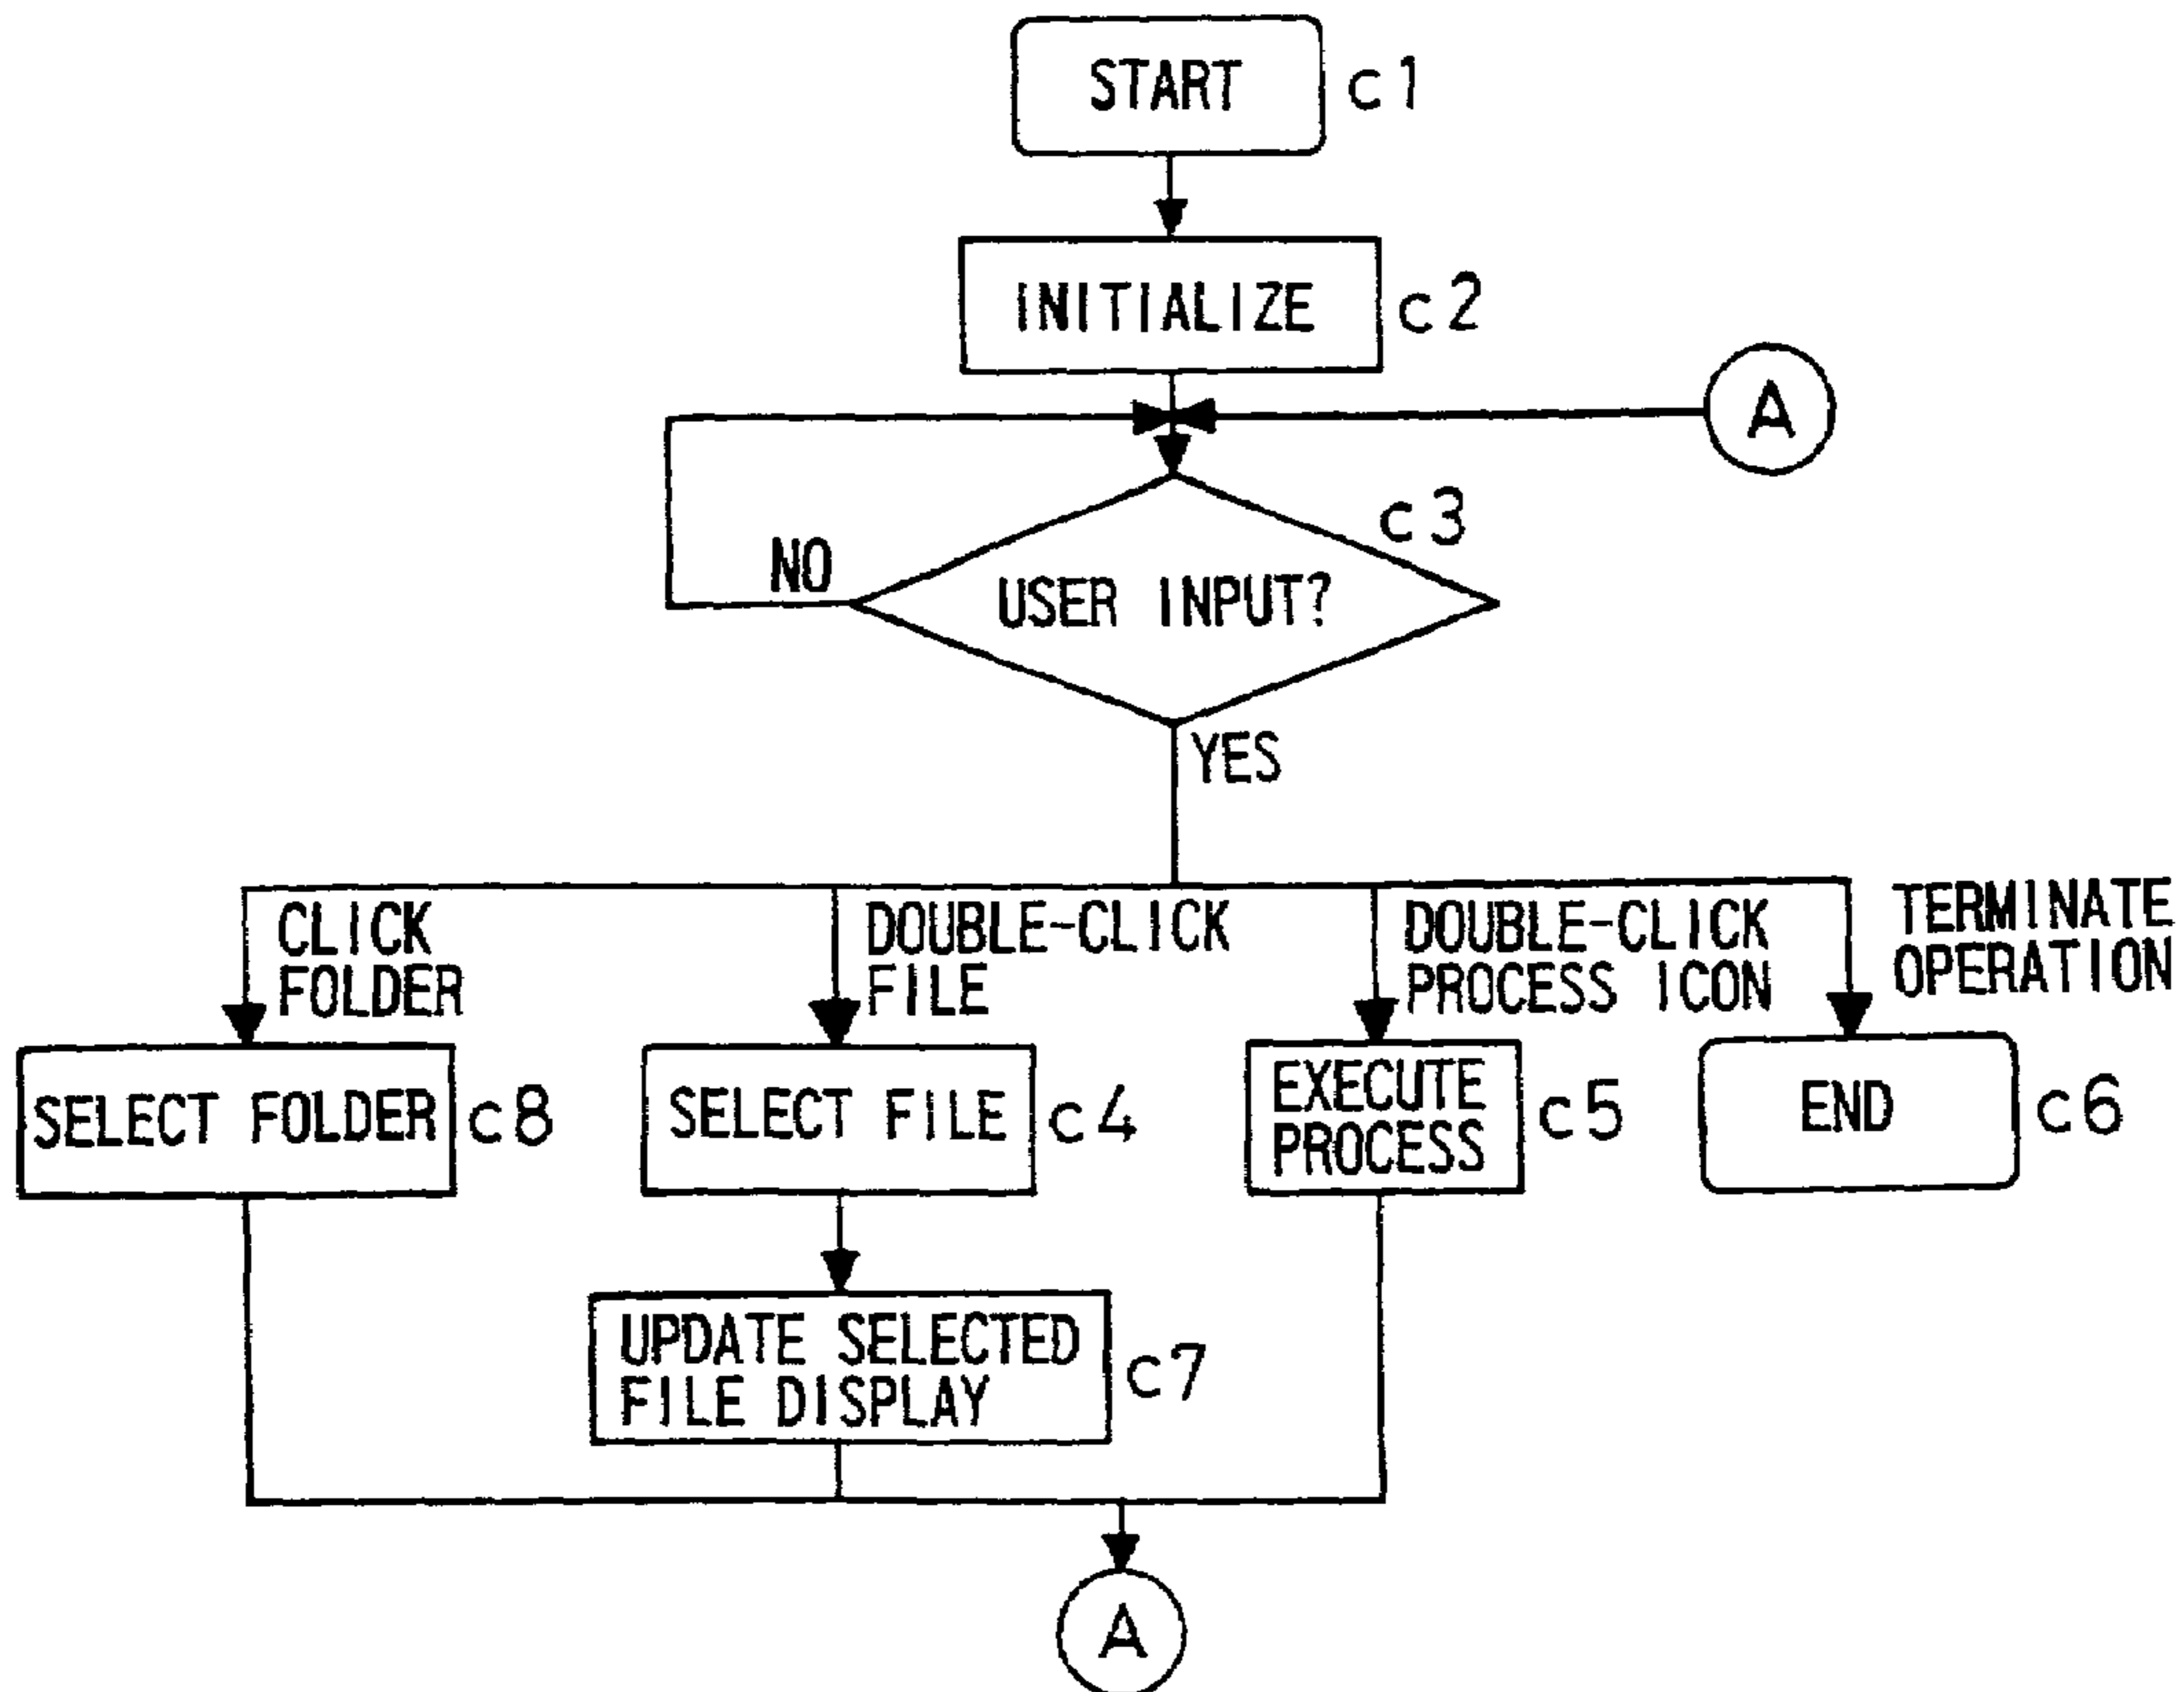 START c1
INITIALIZE c2
A
c3
NO
USER INPUT?
YES
CLICK
FOLDER
DOUBLE-CLICK
FILE
DOUBLE-CLICK
PROCESS ICON
TERMINATE
OPERATION
SELECT FOLDER c8
SELECT FILE c4
EXECUTE
PROCESS
c5
END c6
UPDATE SELECTED
FILE DISPLAY
c7
A